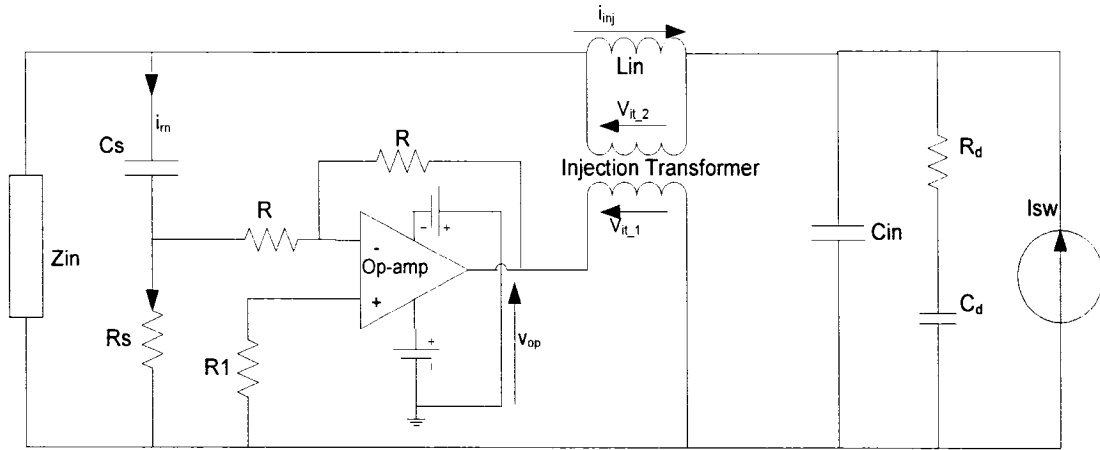 i_inj
Lin
V_it_2
Injection Transformer
V_it_1
i_rn
Cs
R
R
-
+
-
Op-amp
+
Zin
Rs
R1
+
-
v_op
Cin
R_d
C_d
Isw